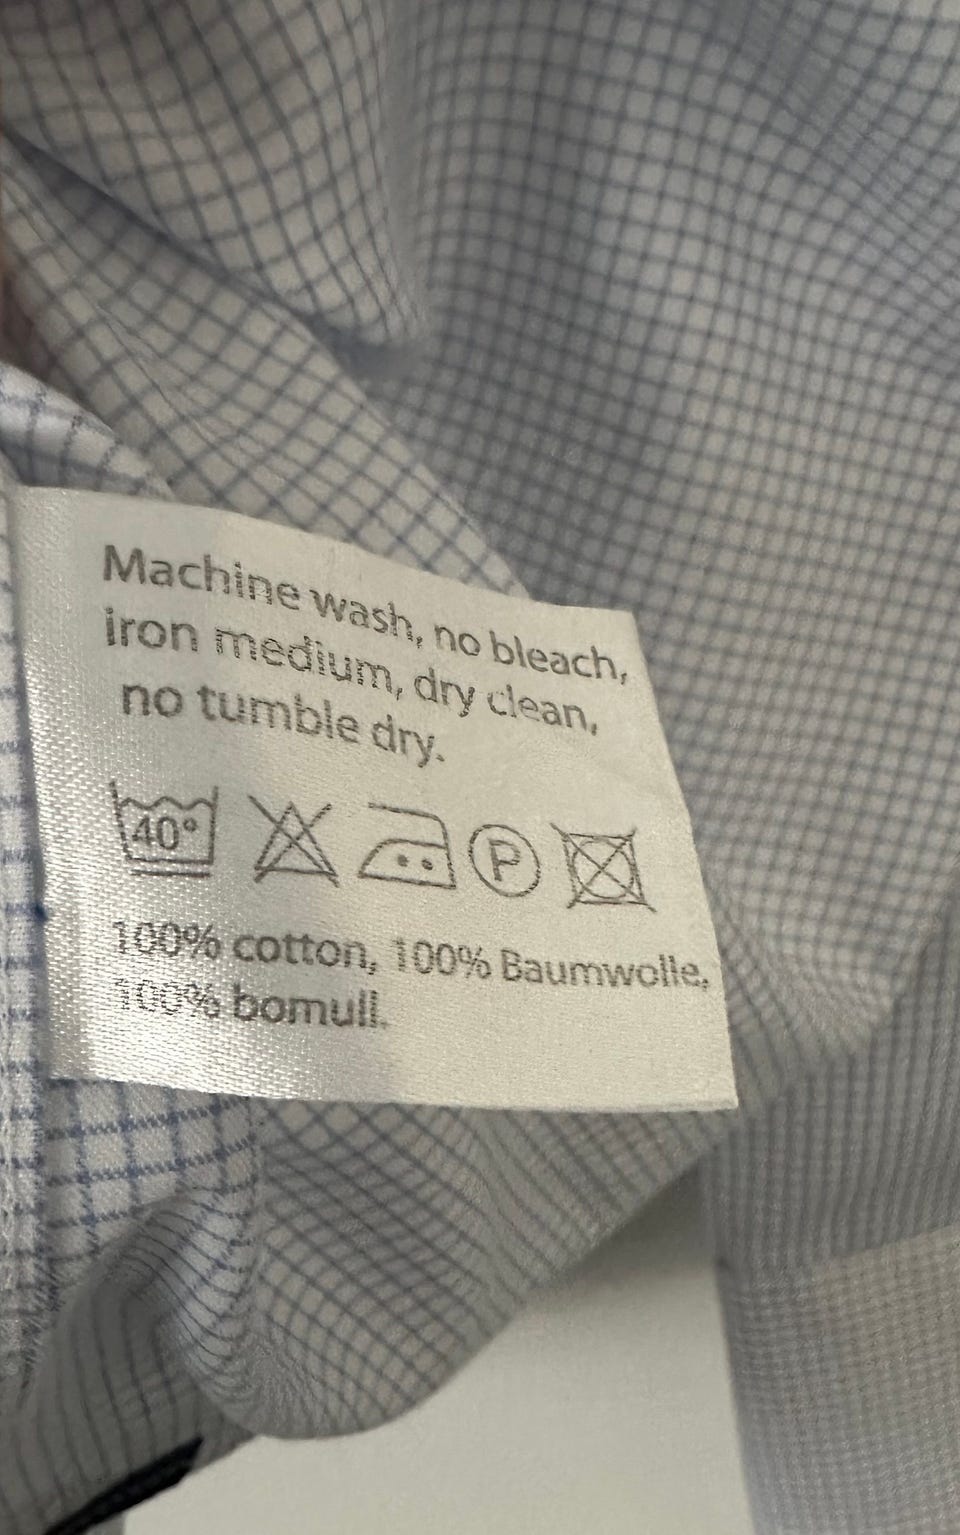 Machine wash, no bleach,
iron medium, dry clean,
no tumble dry.
40° P
100% cotton, 100% Baumwolle,
100% bomull.